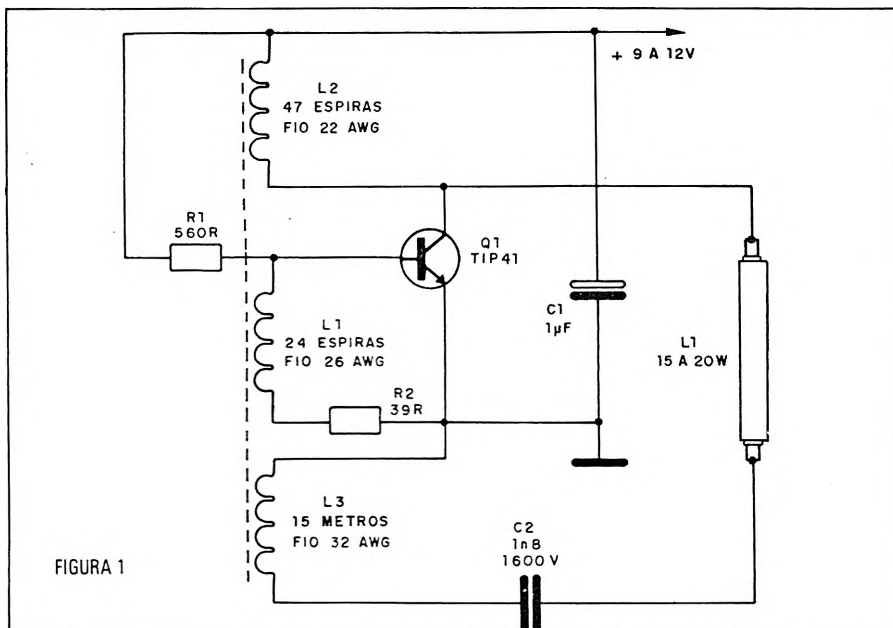 + 9 A 12V
L2
47 ESPIRAS
FIO 22 AWG
R1
560R
Q1
TIP41
C1
1µF
L1
15 A 20W
L1
24 ESPIRAS
FIO 26 AWG
R2
39R
L3
15 METROS
FIO 32 AWG
C2
1n8
1600V
FIGURA 1